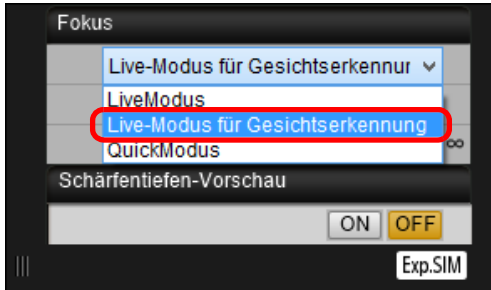 Fokus
Live-Modus für Gesichtserkennur
LiveModus
Live-Modus für Gesichtserkennung
QuickModus
∞
Schärfentiefen-Vorschau
ON OFF
Exp.SIM